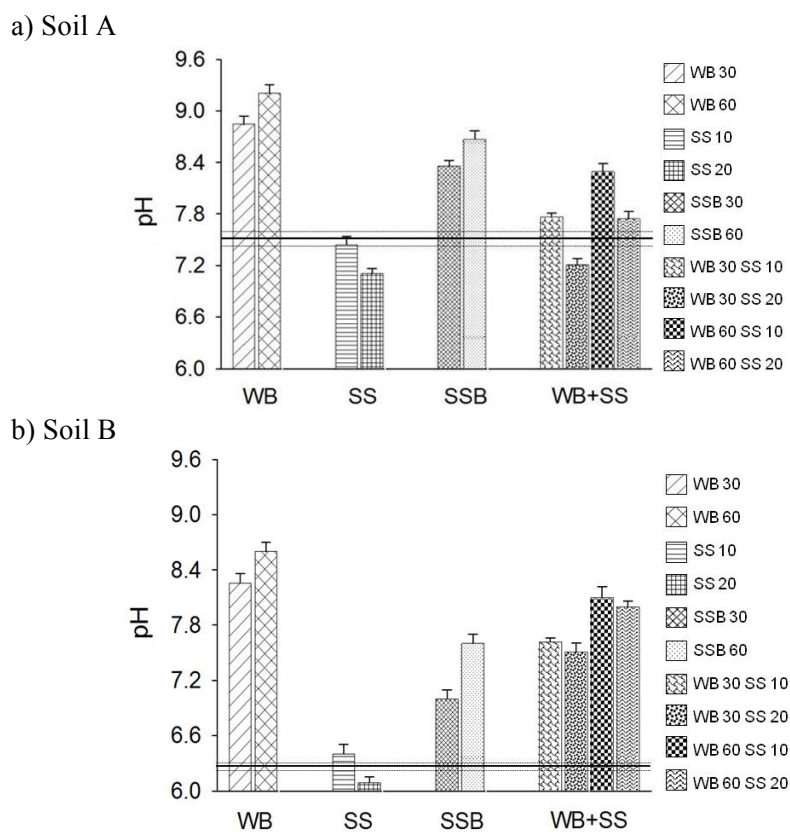 a) Soil A
9.6
9.0
8.4
7.8
7.2
6.6
6.0
pH
WB SS SSB WB+SS
WB 30
WB 60
SS 10
SS 20
SSB 30
SSB 60
WB 30 SS 10
WB 30 SS 20
WB 60 SS 10
WB 60 SS 20
b) Soil B
9.6
9.0
8.4
7.8
7.2
6.6
6.0
pH
WB SS SSB WB+SS
WB 30
WB 60
SS 10
SS 20
SSB 30
SSB 60
WB 30 SS 10
WB 30 SS 20
WB 60 SS 10
WB 60 SS 20